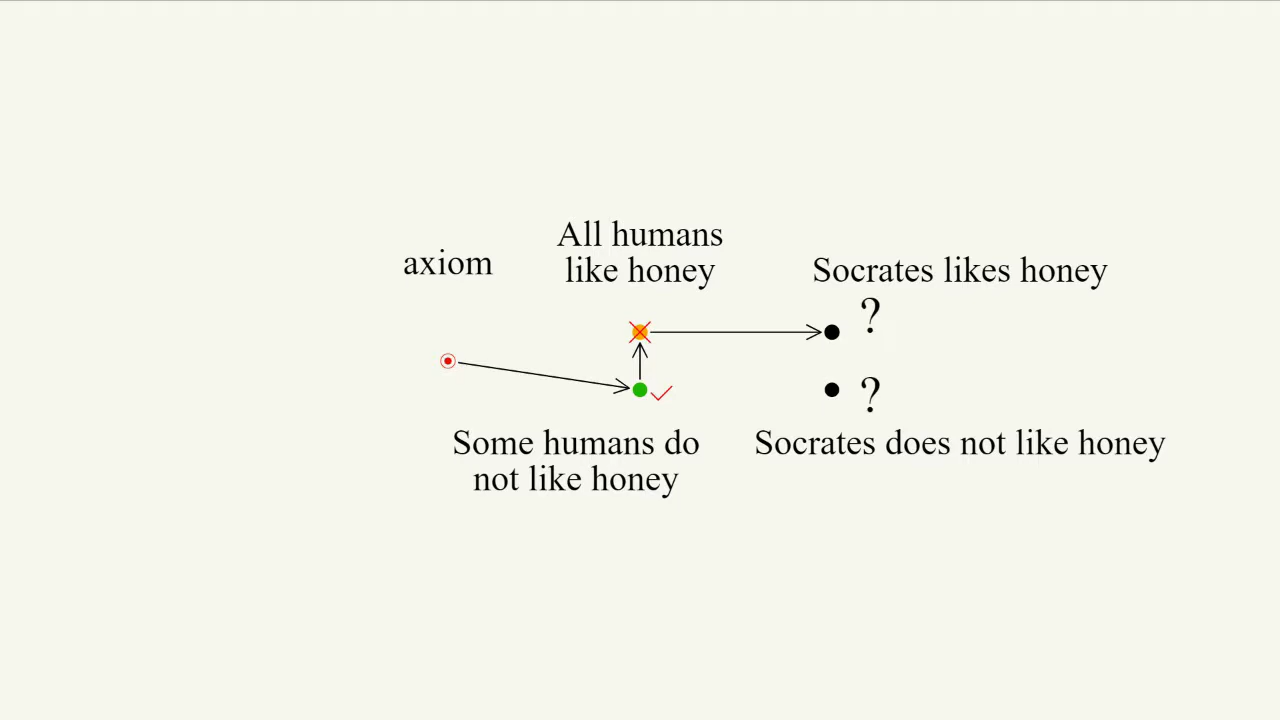 axiom
All humans
like honey
Socrates likes honey
?
?
Some humans do
not like honey
Socrates does not like honey